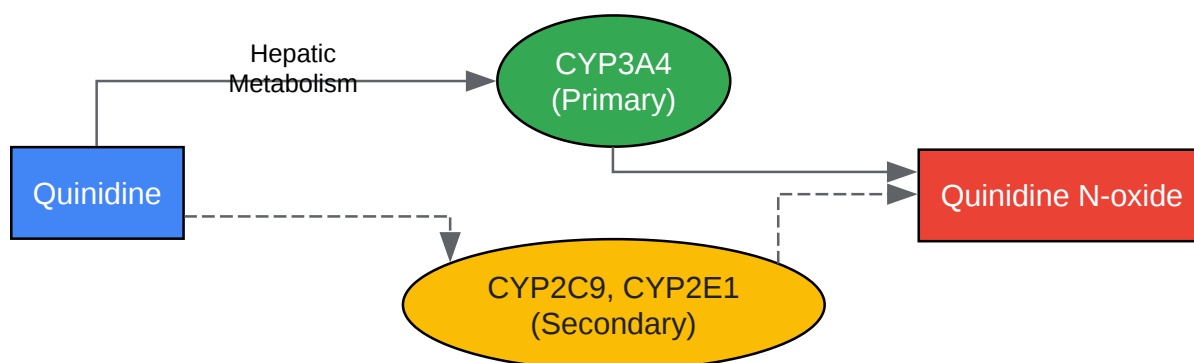 Hepatic
Metabolism
CYP3A4
(Primary)
Quinidine
Quinidine N-oxide
CYP2C9, CYP2E1
(Secondary)